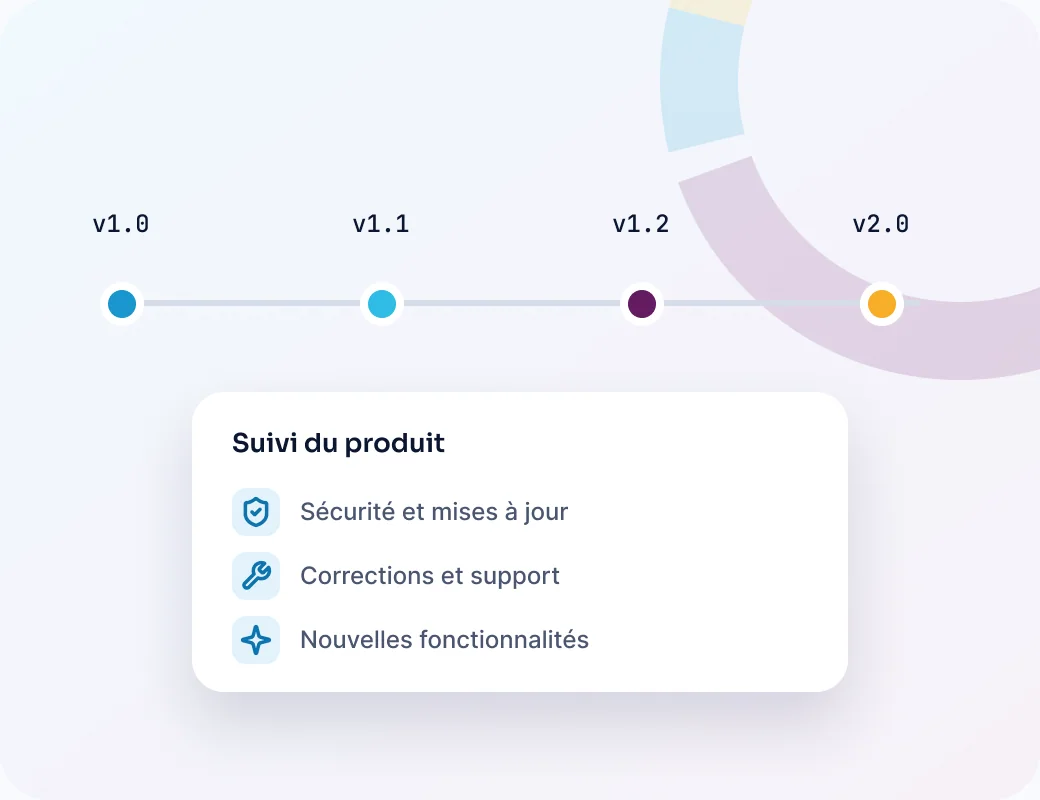 v1.0 v1.1 v1.2 v2.0
Suivi du produit
Sécurité et mises à jour
Corrections et support
Nouvelles fonctionnalités